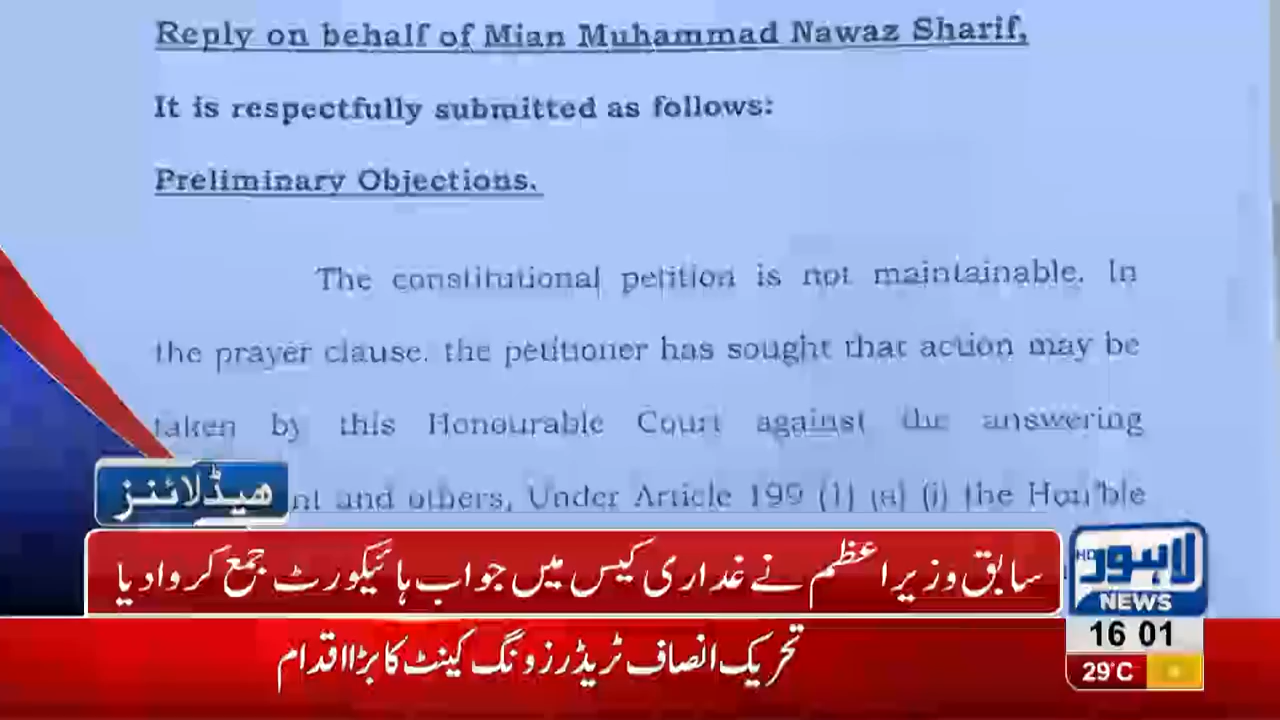 Reply on behalf of Mian Muhammad Nawaz Sharif,
It is respectfully submitted as follows:
Preliminary Objections.
The constitutional petition is not maintainable. In
the prayer clause, the petitioner has sought that action may be
taken by this Honourable Court against the answering
nt and others, Under Article 199 (1) (a) (i) the Hon'ble
ھیڈلائنز
سابق وزیراعظم نے غداری کیس میں جواب ہائیکورٹ جمع کروادیا
لاہور HD
NEWS
16 01
29°C
تحریک انصاف ٹریڈرز ونگ کینٹ کا بڑا اقدام